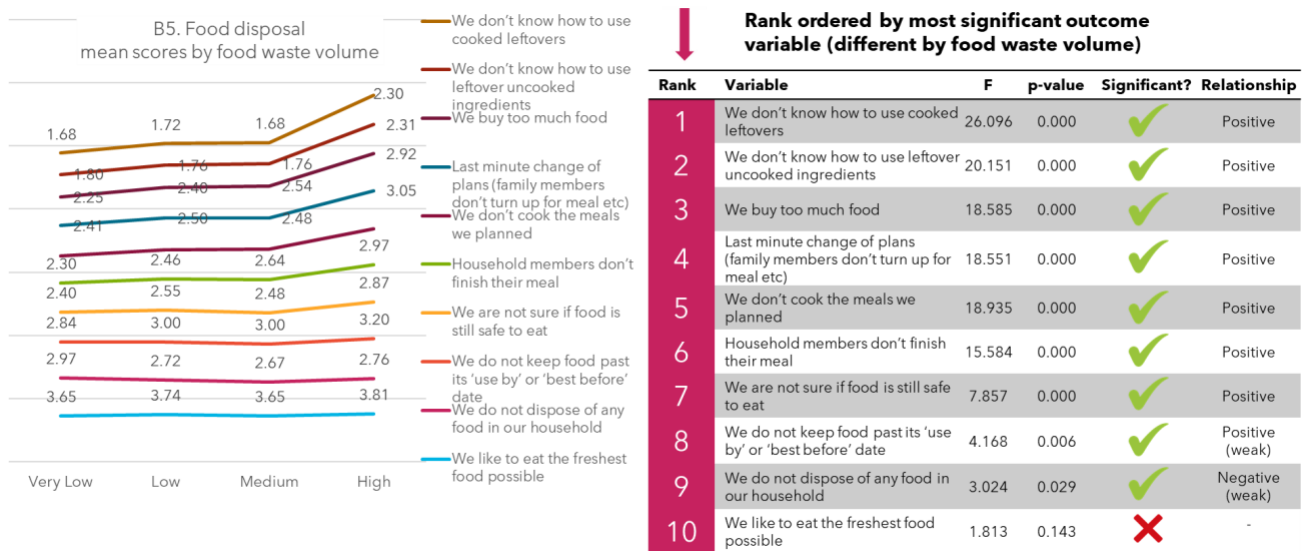 B5. Food disposal
mean scores by food waste volume
1.68
1.72
1.68
2.30
1.80
1.76
1.76
2.31
2.25
2.40
2.54
2.92
2.41
2.50
2.48
3.05
2.30
2.46
2.64
2.97
2.40
2.55
2.48
2.87
2.84
3.00
3.00
3.20
2.97
2.72
2.67
2.76
3.65
3.74
3.65
3.81
Very Low
Low
Medium
High
We don't know how to use
cooked leftovers
We don't know how to use
leftover uncooked
ingredients
We buy too much food
Last minute change of
plans (family members
don't turn up for meal etc)
We don't cook the meals
we planned
Household members don't
finish their meal
We are not sure if food is
still safe to eat
We do not keep food past
its 'use by' or 'best before'
date
We do not dispose of any
food in our household
We like to eat the freshest
food possible
Rank ordered by most significant outcome
variable (different by food waste volume)
Rank Variable F p-value Significant? Relationship
1 We don't know how to use cooked
leftovers 26.096 0.000 Positive
2 We don't know how to use leftover
uncooked ingredients 20.151 0.000 Positive
3 We buy too much food 18.585 0.000 Positive
4 Last minute change of plans
(family members don't turn up for
meal etc) 18.551 0.000 Positive
5 We don't cook the meals we
planned 18.935 0.000 Positive
6 Household members don't finish
their meal 15.584 0.000 Positive
7 We are not sure if food is still safe
to eat 7.857 0.000 Positive
8 We do not keep food past its 'use
by' or 'best before' date 4.168 0.006 Positive
(weak)
9 We do not dispose of any food in
our household 3.024 0.029 Negative
(weak)
10 We like to eat the freshest food
possible 1.813 0.143 -